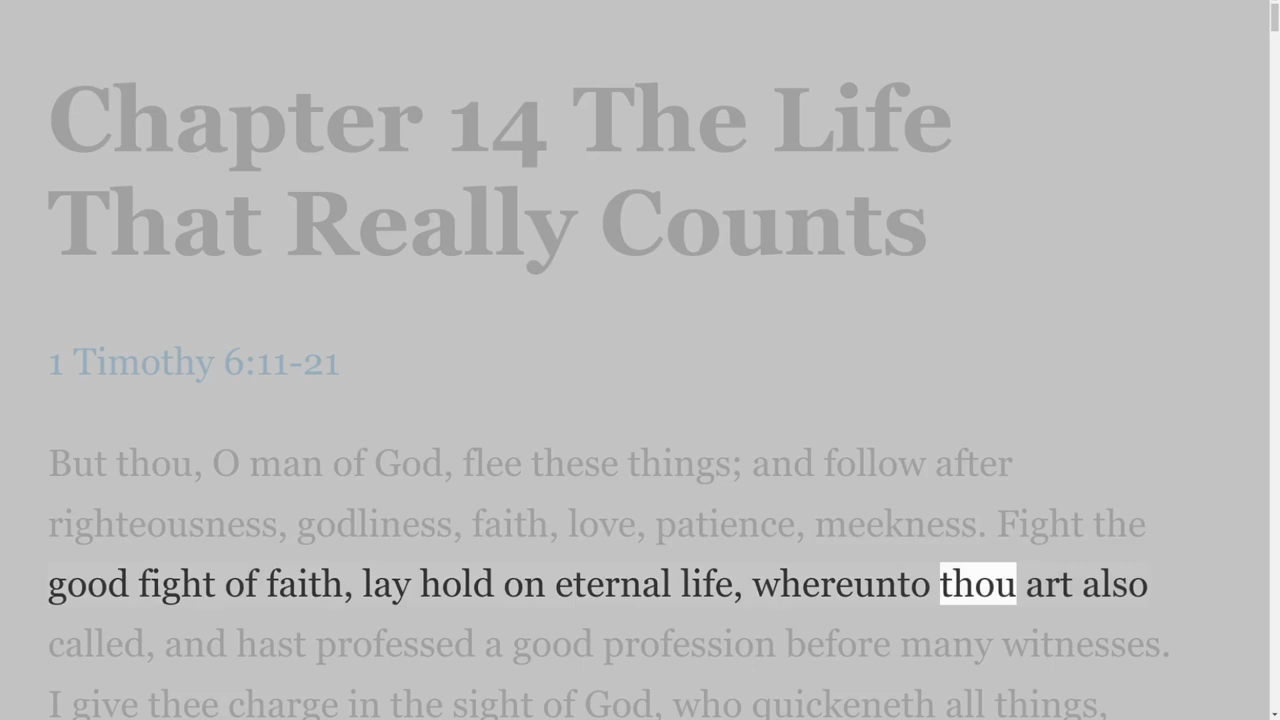 Chapter 14 The Life
That Really Counts
1 Timothy 6:11-21
But thou, O man of God, flee these things; and follow after
righteousness, godliness, faith, love, patience, meekness. Fight the
good fight of faith, lay hold on eternal life, whereunto thou art also
called, and hast professed a good profession before many witnesses.
I give thee charge in the sight of God, who quickeneth all things,